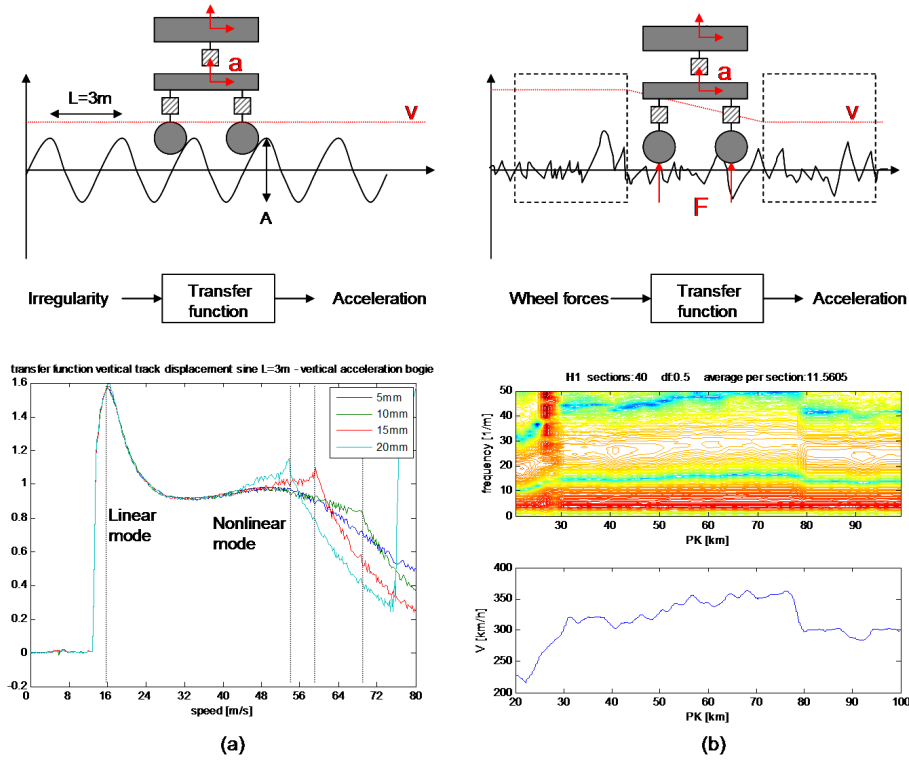 a
L=3m
V
A
Irregularity
Transfer
function
Acceleration
transfer function vertical track displacement sine L=3m - vertical acceleration bogie
1.6
1.4
1.2
1
0.8
0.6
0.4
0.2
0
-0.2
5mm
10mm
15mm
20mm
Linear
mode
Nonlinear
mode
0 8 16 24 32 40 48 56 64 72 80
speed [m/s]
(a)
a
V
F
Wheel forces
Transfer
function
Acceleration
H1 sections:40 df:0.5 average per section:11.5605
50
40
30
20
10
0
frequency [1/m]
30 40 50 60 70 80 90
PK [km]
400
350
300
250
200
V [km/h]
20 30 40 50 60 70 80 90 100
PK [km]
(b)